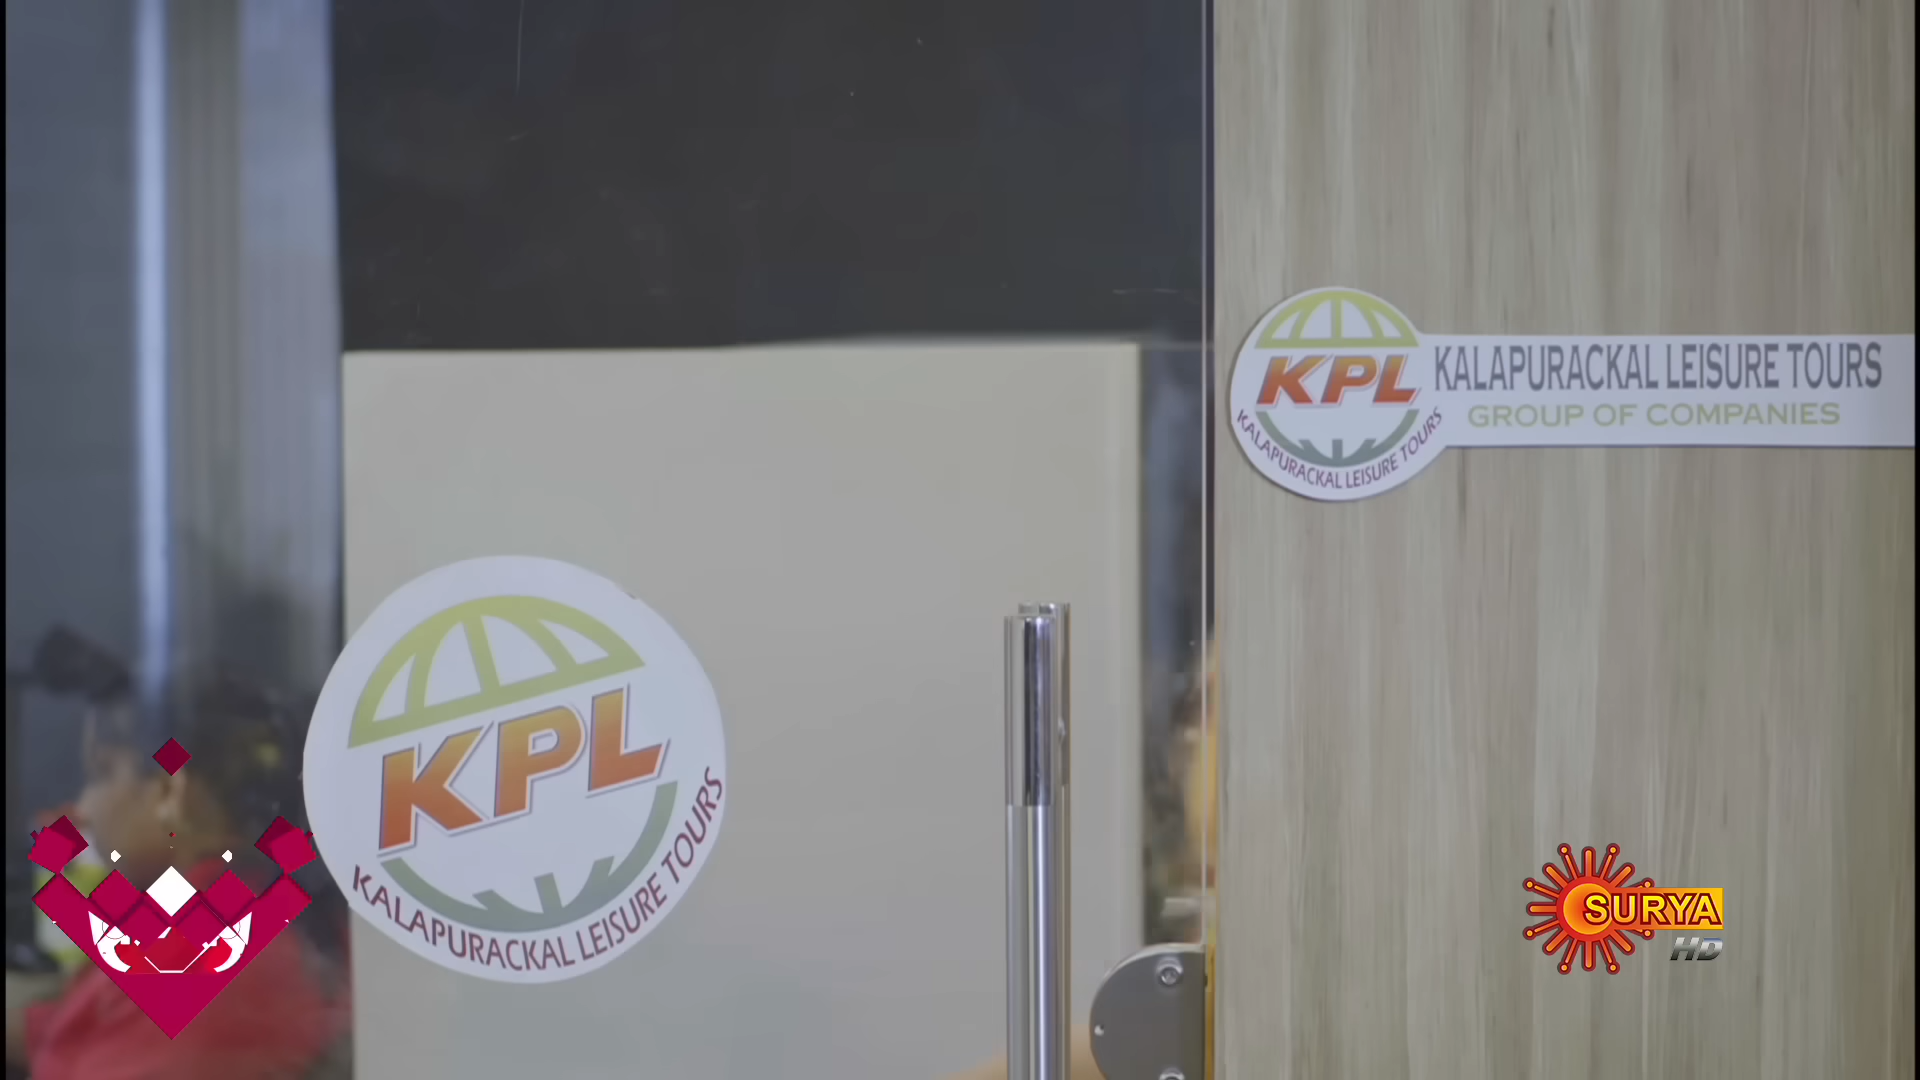 KPL
KALAPURACKAL LEISURE TOURS
KALAPURACKAL LEISURE TOURS
GROUP OF COMPANIES
KPL
KALAPURACKAL LEISURE TOURS
SURYA
HD